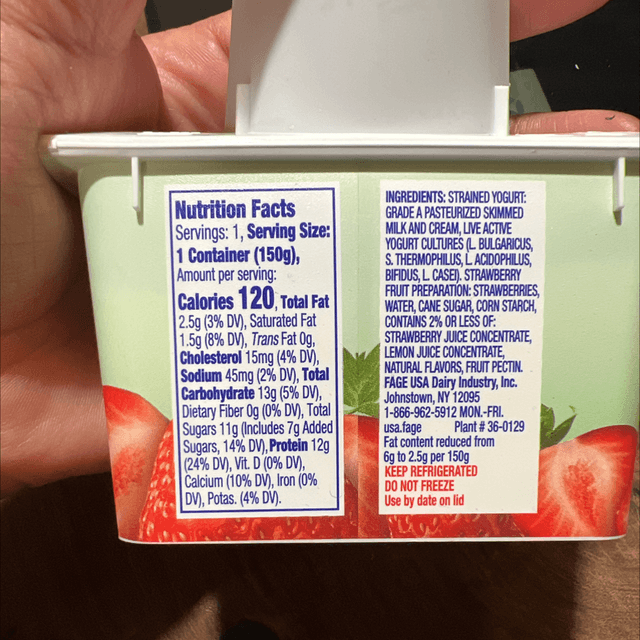 Nutrition Facts
Servings: 1, Serving Size:
1 Container (150g),
Amount per serving:
Calories 120, Total Fat
2.5g (3% DV), Saturated Fat
1.5g (8% DV), Trans Fat 0g,
Cholesterol 15mg (4% DV),
Sodium 45mg (2% DV), Total
Carbohydrate 13g (5% DV),
Dietary Fiber 0g (0% DV), Total
Sugars 11g (Includes 7g Added
Sugars, 14% DV), Protein 12g
(24% DV), Vit. D (0% DV),
Calcium (10% DV), Iron (0%
DV), Potas. (4% DV).
INGREDIENTS: STRAINED YOGURT:
GRADE A PASTEURIZED SKIMMED
MILK AND CREAM, LIVE ACTIVE
YOGURT CULTURES (L. BULGARICUS,
S. THERMOPHILUS, L. ACIDOPHILUS,
BIFIDUS, L. CASEI). STRAWBERRY
FRUIT PREPARATION: STRAWBERRIES,
WATER, CANE SUGAR, CORN STARCH,
CONTAINS 2% OR LESS OF:
STRAWBERRY JUICE CONCENTRATE,
LEMON JUICE CONCENTRATE,
NATURAL FLAVORS, FRUIT PECTIN.
FAGE USA Dairy Industry, Inc.
Johnstown, NY 12095
1-866-962-5912 MON.-FRI.
usa.fage Plant # 36-0129
Fat content reduced from
6g to 2.5g per 150g
KEEP REFRIGERATED
DO NOT FREEZE
Use by date on lid